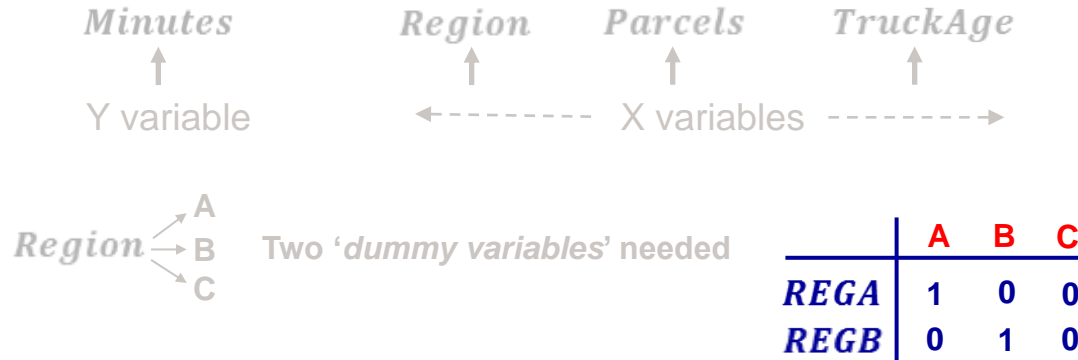 Minutes Region Parcels TruckAge
Y variable X variables
A
Region B Two ‘dummy variables’ needed
C
A B C
REGA 1 0 0
REGB 0 1 0